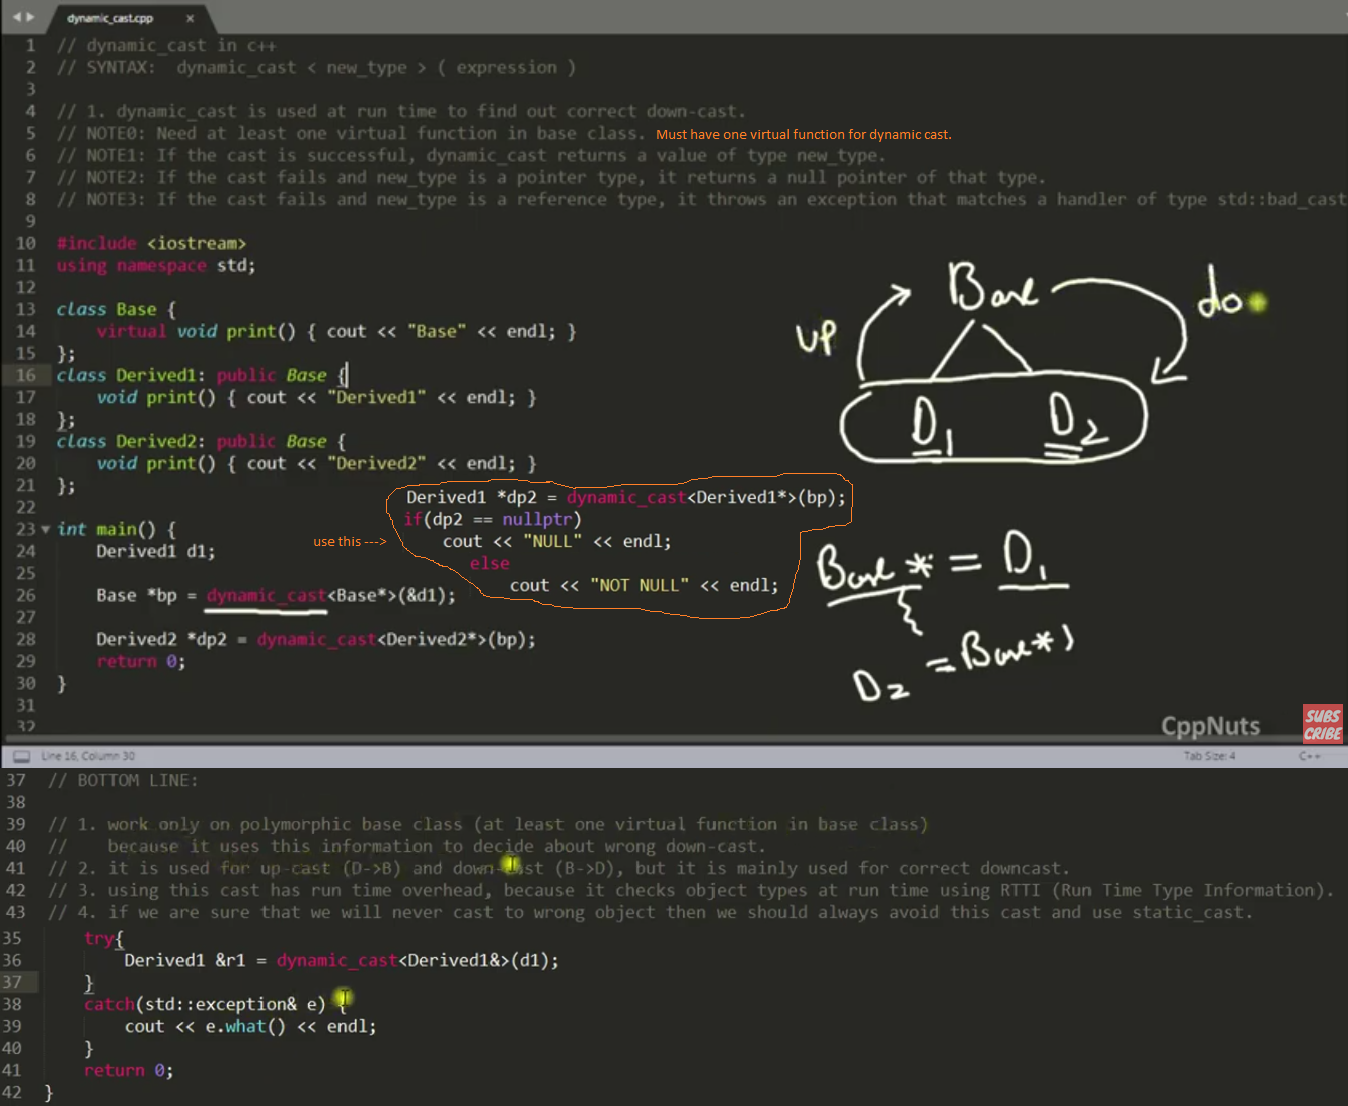 dynamic_cast.cpp ×
1 // dynamic_cast in c++
2 // SYNTAX: dynamic_cast < new_type > ( expression )
3
4 // 1. dynamic_cast is used at run time to find out correct down-cast.
5 // NOTE0: Need at least one virtual function in base class. Must have one virtual function for dynamic cast.
6 // NOTE1: If the cast is successful, dynamic_cast returns a value of type new_type.
7 // NOTE2: If the cast fails and new_type is a pointer type, it returns a null pointer of that type.
8 // NOTE3: If the cast fails and new_type is a reference type, it throws an exception that matches a handler of type std::bad_cast
9
10 #include <iostream>
11 using namespace std;
12
13 class Base {
14 virtual void print() { cout << "Base" << endl; }
15 };
16 class Derived1: public Base {
17 void print() { cout << "Derived1" << endl; }
18 };
19 class Derived2: public Base {
20 void print() { cout << "Derived2" << endl; }
21 };
22
23 int main() {
24 Derived1 d1;
25
26 Base *bp = dynamic_cast<Base*>(&d1);
27
28 Derived2 *dp2 = dynamic_cast<Derived2*>(bp);
29 return 0;
30 }
31
32
Derived1 *dp2 = dynamic_cast<Derived1*>(bp);
if(dp2 == nullptr)
use this ---> cout << "NULL" << endl;
else
cout << "NOT NULL" << endl;
Base
up
do
D1 D2
Base * = D1
D2 = Base*)
CppNuts
SUBS
CRIBE
Line 16, Column 30 Tab Size: 4 C++
37 // BOTTOM LINE:
38
39 // 1. work only on polymorphic base class (at least one virtual function in base class)
40 // because it uses this information to decide about wrong down-cast.
41 // 2. it is used for up-cast (D->B) and down-cast (B->D), but it is mainly used for correct downcast.
42 // 3. using this cast has run time overhead, because it checks object types at run time using RTTI (Run Time Type Information).
43 // 4. if we are sure that we will never cast to wrong object then we should always avoid this cast and use static_cast.
35 try{
36 Derived1 &r1 = dynamic_cast<Derived1&>(d1);
37 }
38 catch(std::exception& e) {
39 cout << e.what() << endl;
40 }
41 return 0;
42 }